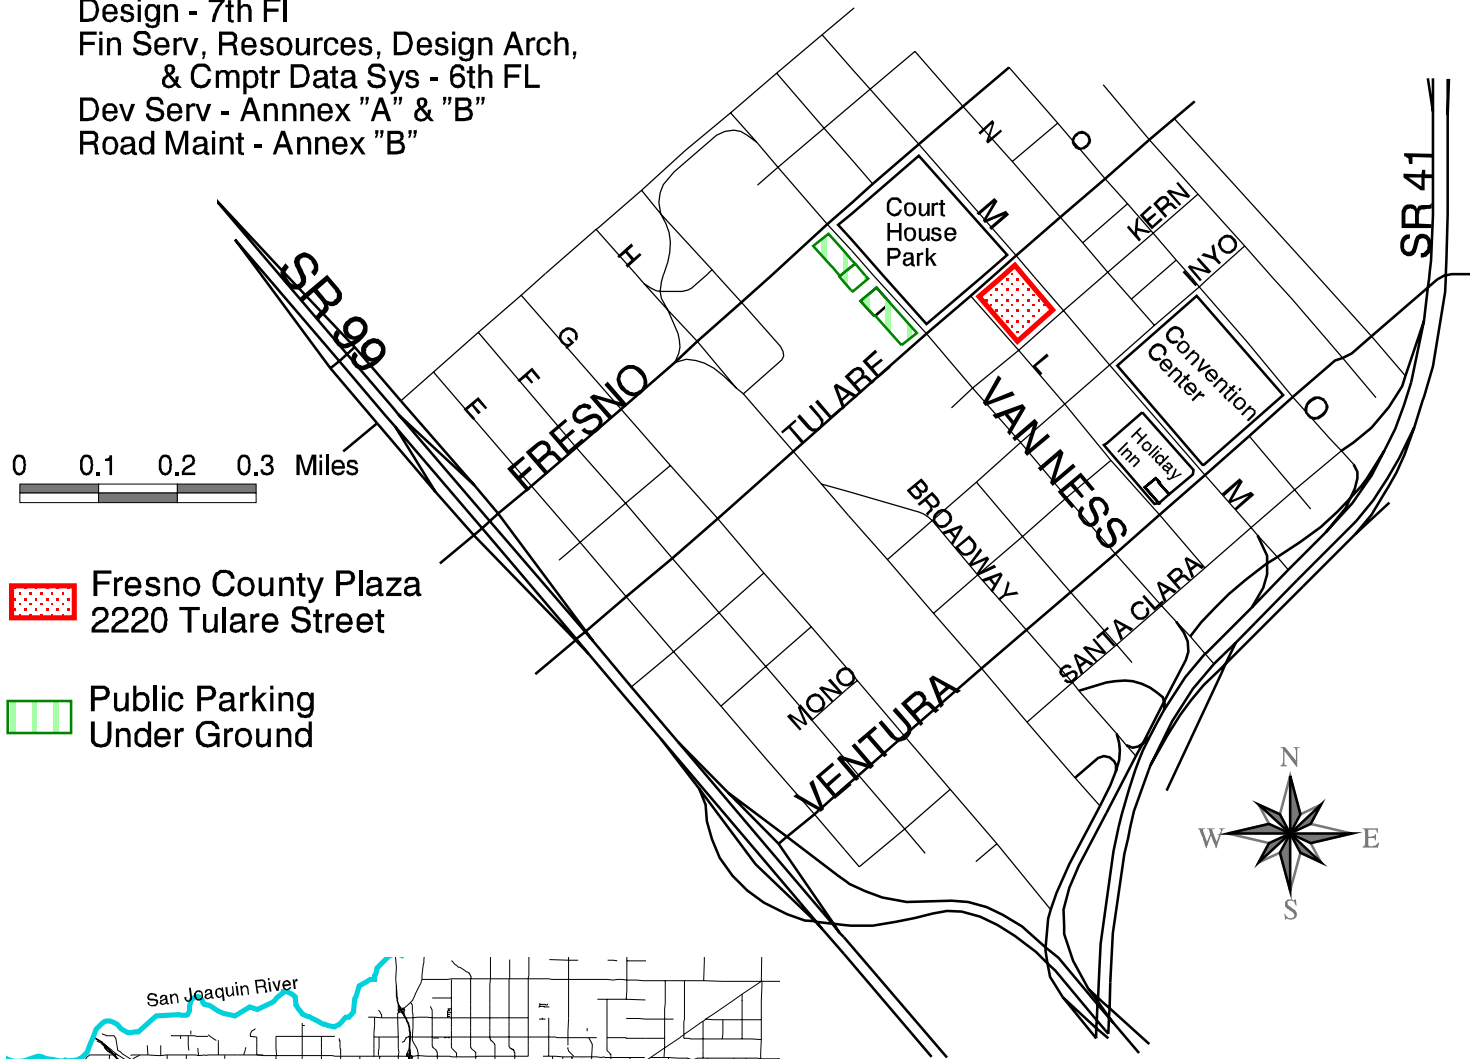 Design - 7th Fl
Fin Serv, Resources, Design Arch,
& Cmptr Data Sys - 6th FL
Dev Serv - Annnex "A" & "B"
Road Maint - Annex "B"
N
O
SR 41
KERN
M
Court
House
Park
INYO
H
SR 99
G
F
E
FRESNO
TULARE
L
Convention
Center
VAN NESS
O
Holiday
Inn
M
BROADWAY
SANTA CLARA
MONO
VENTURA
0 0.1 0.2 0.3 Miles
Fresno County Plaza
2220 Tulare Street
Public Parking
Under Ground
N
W E
S
San Joaquin River